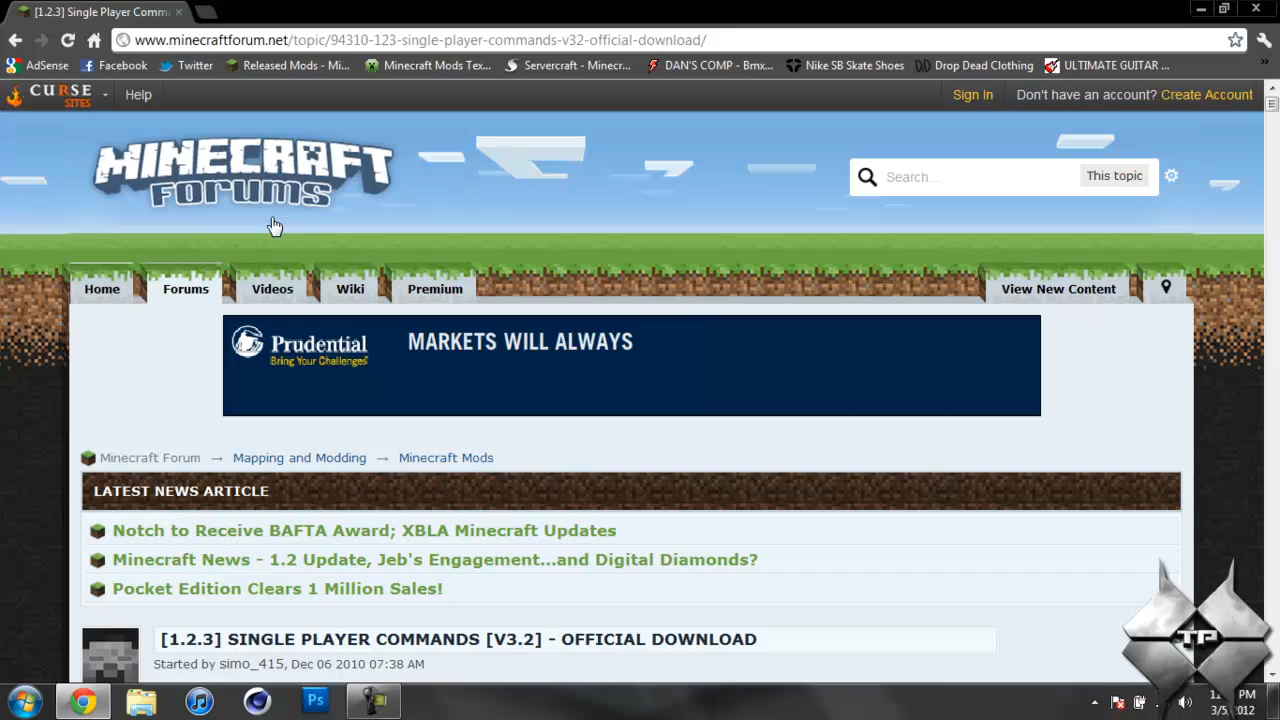 [1.2.3] Single Player Comm
www.minecraftforum.net/topic/94310-123-single-player-commands-v32-official-download/
AdSense Facebook Twitter Released Mods - Mi... Minecraft Mods Tex... Servercraft - Minecr... DAN'S COMP - Bmx... Nike SB Skate Shoes Drop Dead Clothing ULTIMATE GUITAR ... »
CURSE SITES Help Sign In Don't have an account? Create Account
MINECRAFT
FORUMS
Search... This topic
Home Forums Videos Wiki Premium View New Content
Prudential MARKETS WILL ALWAYS
Bring Your Challenges®
Minecraft Forum → Mapping and Modding → Minecraft Mods
LATEST NEWS ARTICLE
Notch to Receive BAFTA Award; XBLA Minecraft Updates
Minecraft News - 1.2 Update, Jeb's Engagement...and Digital Diamonds?
Pocket Edition Clears 1 Million Sales!
[1.2.3] SINGLE PLAYER COMMANDS [V3.2] - OFFICIAL DOWNLOAD
Started by simo_415, Dec 06 2010 07:38 AM
TP
Ps
PM
3/5/2012